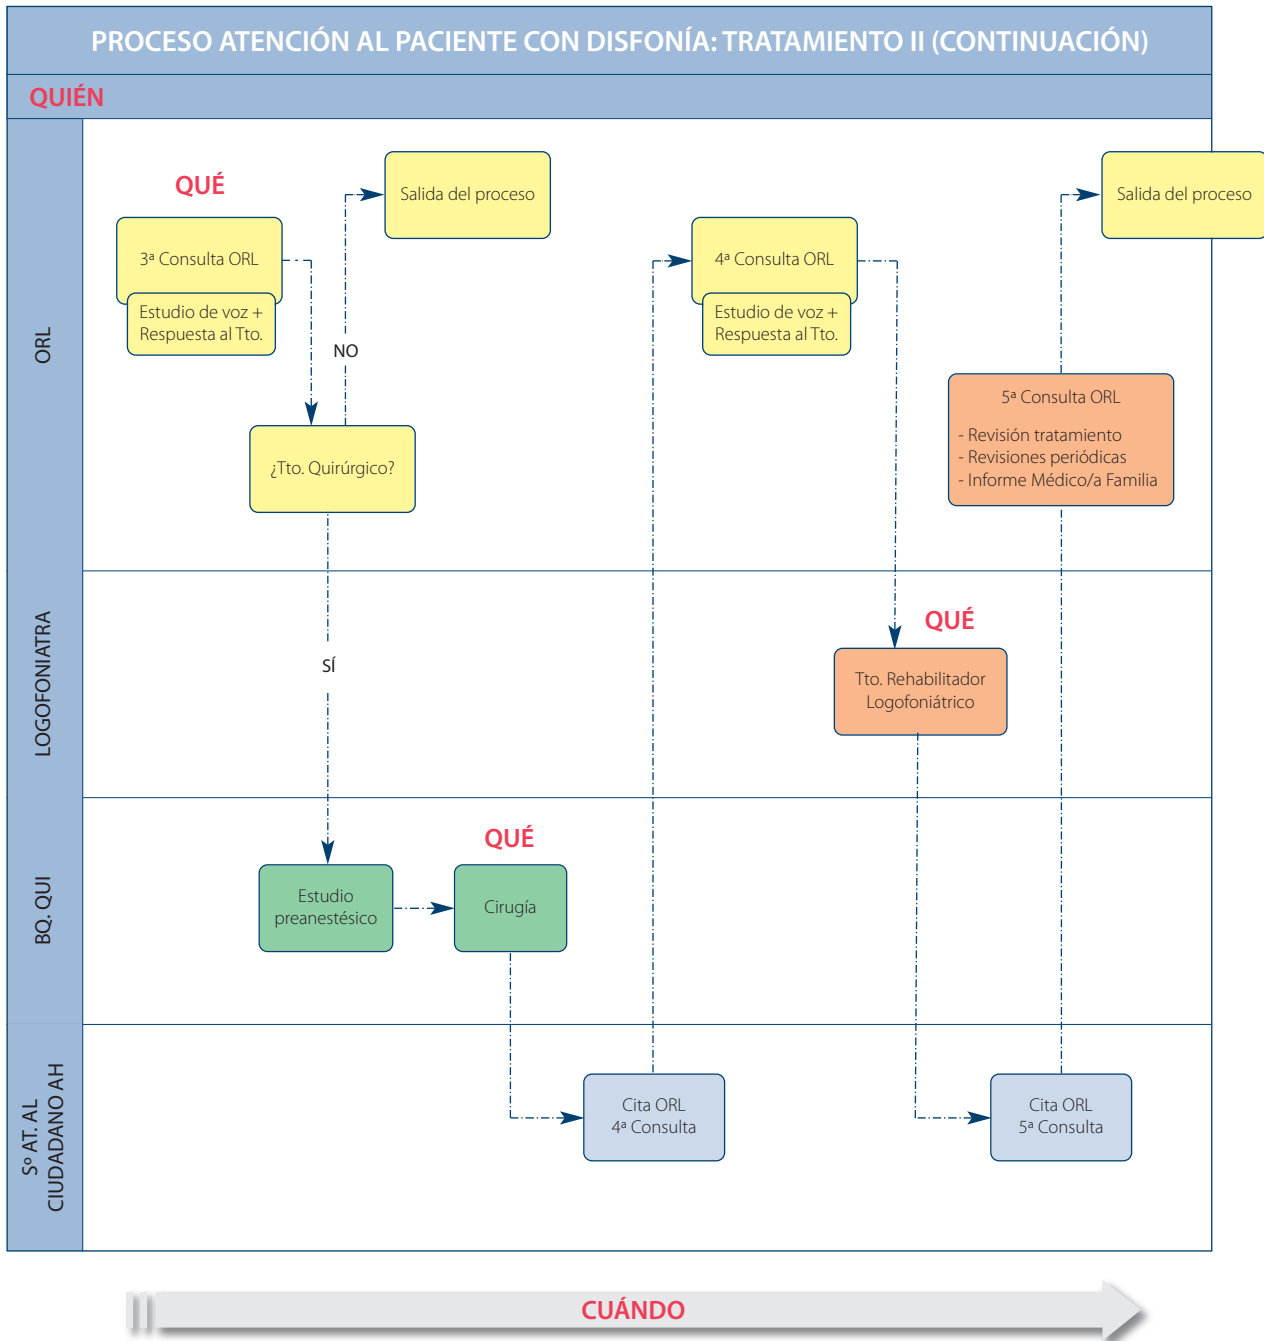 PROCESO ATENCIÓN AL PACIENTE CON DISFONÍA: TRATAMIENTO II (CONTINUACIÓN)
QUIÉN
ORL
QUÉ
3ª Consulta ORL
Estudio de voz +
Respuesta al Tto.
Salida del proceso
NO
¿Tto. Quirúrgico?
4ª Consulta ORL
Estudio de voz +
Respuesta al Tto.
Salida del proceso
5ª Consulta ORL
- Revisión tratamiento
- Revisiones periódicas
- Informe Médico/a Familia
LOGOFONIATRA
SÍ
QUÉ
Tto. Rehabilitador
Logofoniátrico
BQ. QUI
QUÉ
Estudio
preanestésico
Cirugía
Sº AT. AL
CIUDADANO AH
Cita ORL
4ª Consulta
Cita ORL
5ª Consulta
CUÁNDO